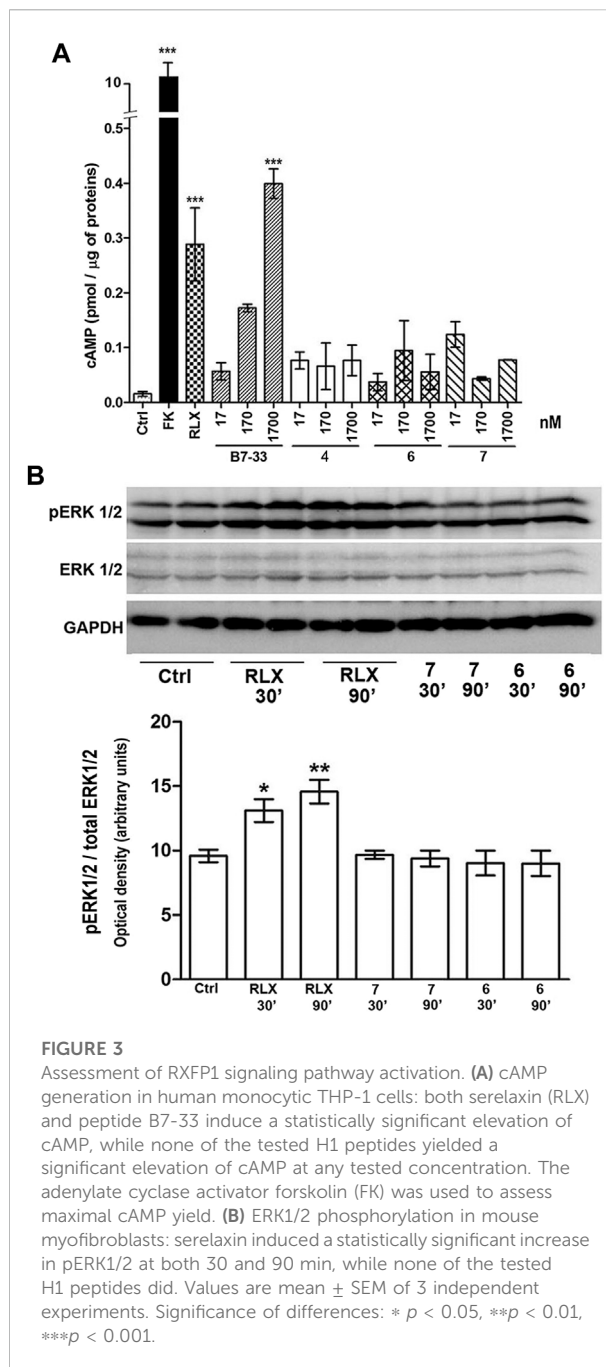 A
***
10
0.5
0.4
0.3
0.2
0.1
0.0
cAMP (pmol / µg of proteins)
***
***
Ctrl
FK
RLX
17
170
1700
17
170
1700
17
170
1700
17
170
1700
nM
B7-33
4
6
7
B
pERK 1/2
ERK 1/2
GAPDH
Ctrl
RLX
30’
RLX
90’
7
30’
7
90’
6
30’
6
90’
pERK1/2 / total ERK1/2
Optical density (arbitrary units)
20
15
10
5
0
*
**
Ctrl
RLX
30’
RLX
90’
7
30’
7
90’
6
30’
6
90’
FIGURE 3
Assessment of RXFP1 signaling pathway activation. (A) cAMP
generation in human monocytic THP-1 cells: both serelaxin (RLX)
and peptide B7-33 induce a statistically significant elevation of
cAMP, while none of the tested H1 peptides yielded a
significant elevation of cAMP at any tested concentration. The
adenylate cyclase activator forskolin (FK) was used to assess
maximal cAMP yield. (B) ERK1/2 phosphorylation in mouse
myofibroblasts: serelaxin induced a statistically significant increase
in pERK1/2 at both 30 and 90 min, while none of the tested
H1 peptides did. Values are mean ± SEM of 3 independent
experiments. Significance of differences: ∗ p < 0.05, ∗∗p < 0.01,
∗∗∗p < 0.001.